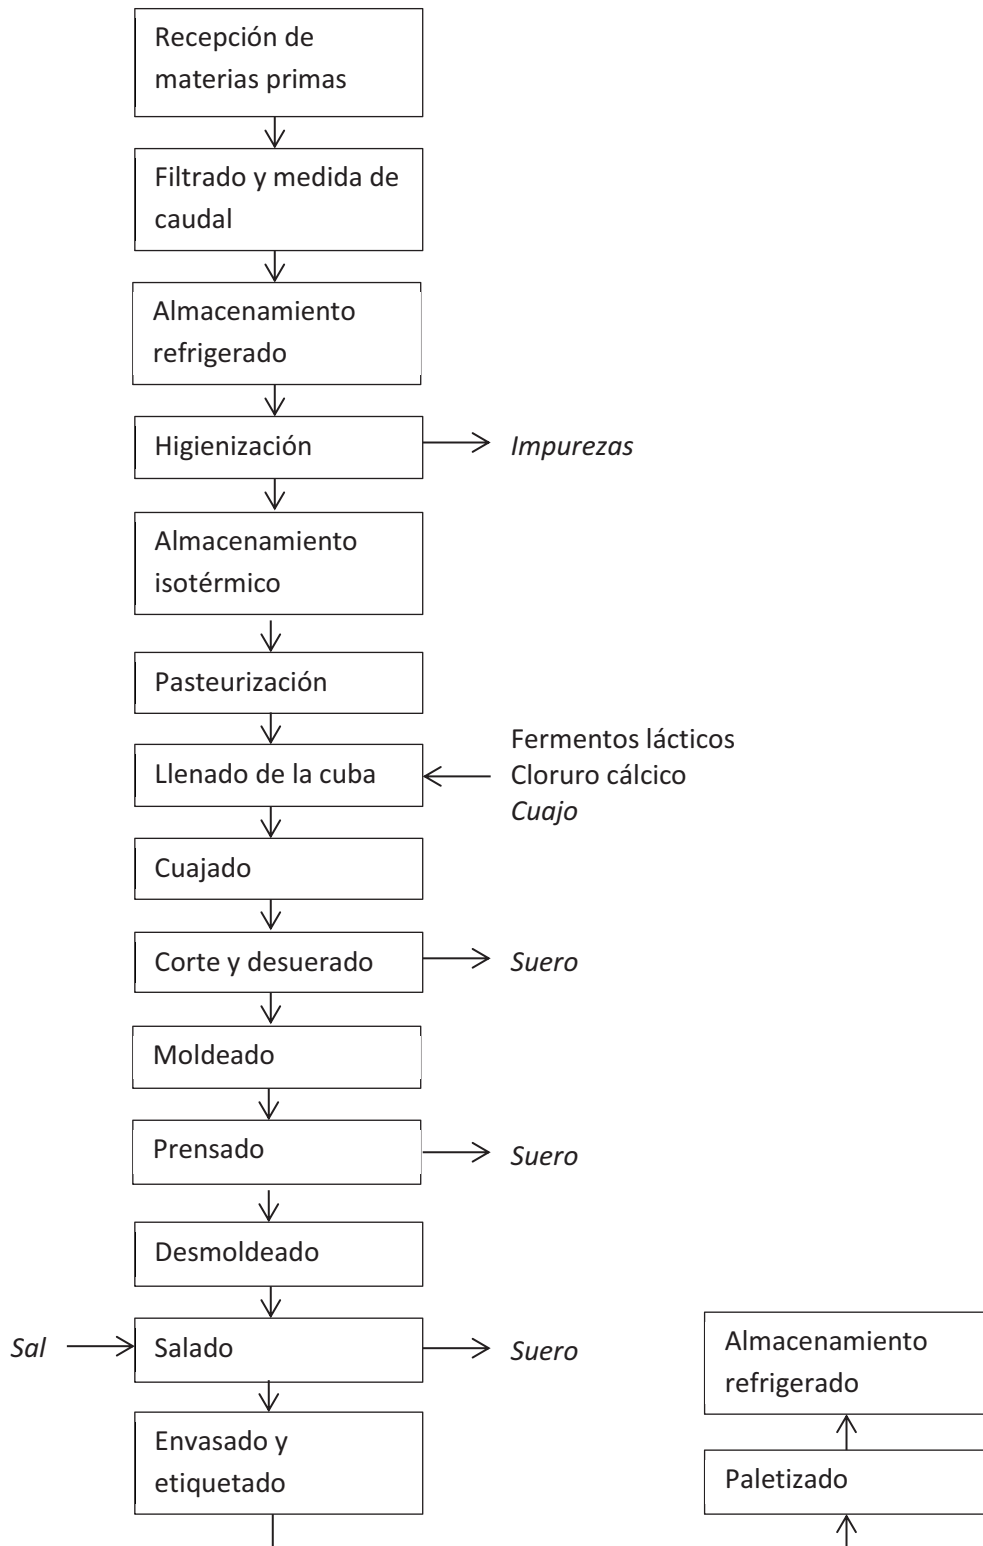 Recepción de
materias primas
Filtrado y medida de
caudal
Almacenamiento
refrigerado
Higienización
Impurezas
Almacenamiento
isotérmico
Pasteurización
Fermentos lácticos
Llenado de la cuba
Cloruro cálcico
Cuajo
Cuajado
Corte y desuerado
Suero
Moldeado
Prensado
Suero
Desmoldeado
Sal
Salado
Suero
Envasado y
etiquetado
Almacenamiento
refrigerado
Paletizado